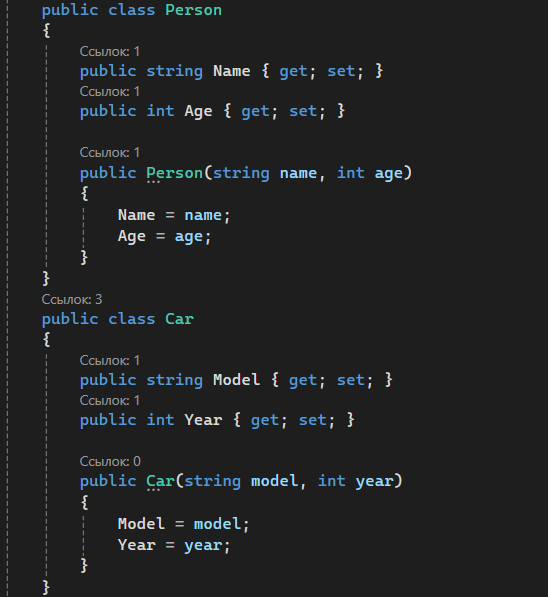 public class Person
{
Ссылок: 1
public string Name { get; set; }
Ссылок: 1
public int Age { get; set; }
Ссылок: 1
public Person(string name, int age)
{
Name = name;
Age = age;
}
}
Ссылок: 3
public class Car
{
Ссылок: 1
public string Model { get; set; }
Ссылок: 1
public int Year { get; set; }
Ссылок: 0
public Car(string model, int year)
{
Model = model;
Year = year;
}
}